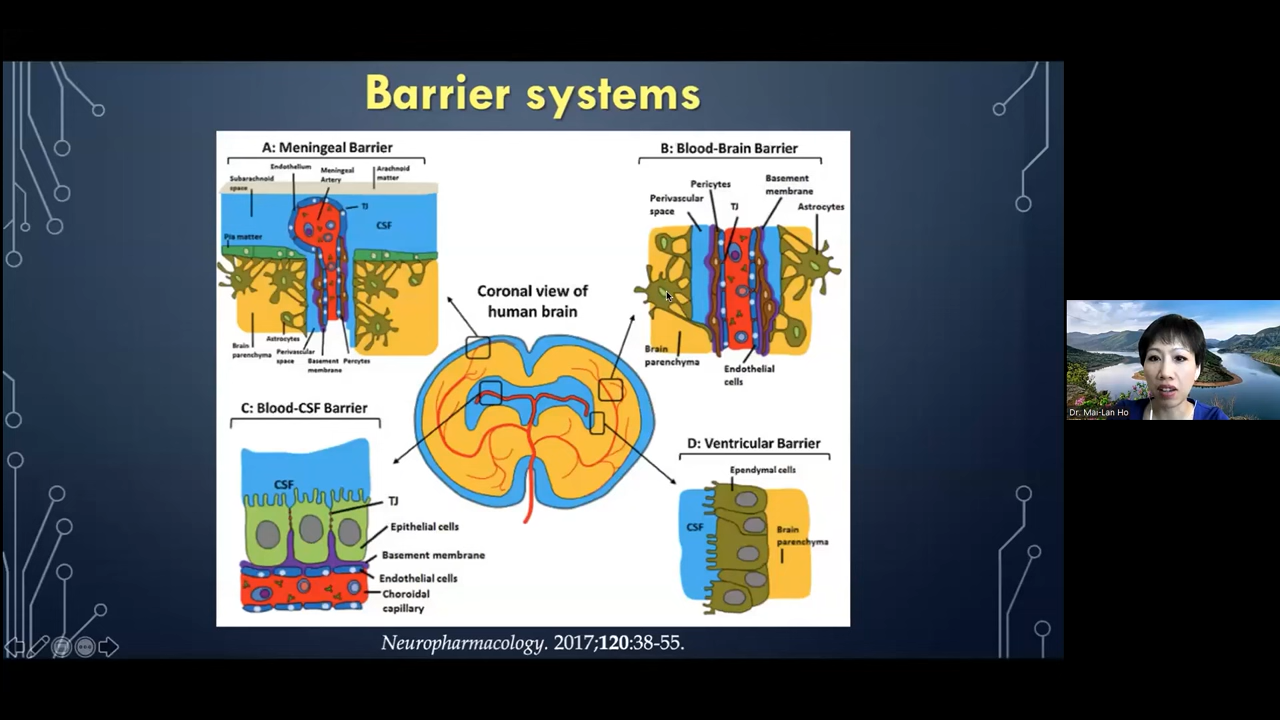 Barrier systems
A: Meningeal Barrier
Endothelium
Meningeal
Artery
Arachnoid
matter
Subarachnoid
space
TJ
CSF
Pia matter
Brain
parenchyma
Astrocytes
Perivascular
space
Basement
membrane
Percytes
B: Blood-Brain Barrier
Pericytes
Basement
membrane
Perivascular
space
TJ
Astrocytes
Brain
parenchyma
Endothelial
cells
Coronal view of
human brain
C: Blood-CSF Barrier
CSF
TJ
Epithelial cells
Basement membrane
Endothelial cells
Choroidal
capillary
D: Ventricular Barrier
Ependymal cells
CSF
Brain
parenchyma
Neuropharmacology. 2017;120:38-55.
Dr. Mai-Lan Ho